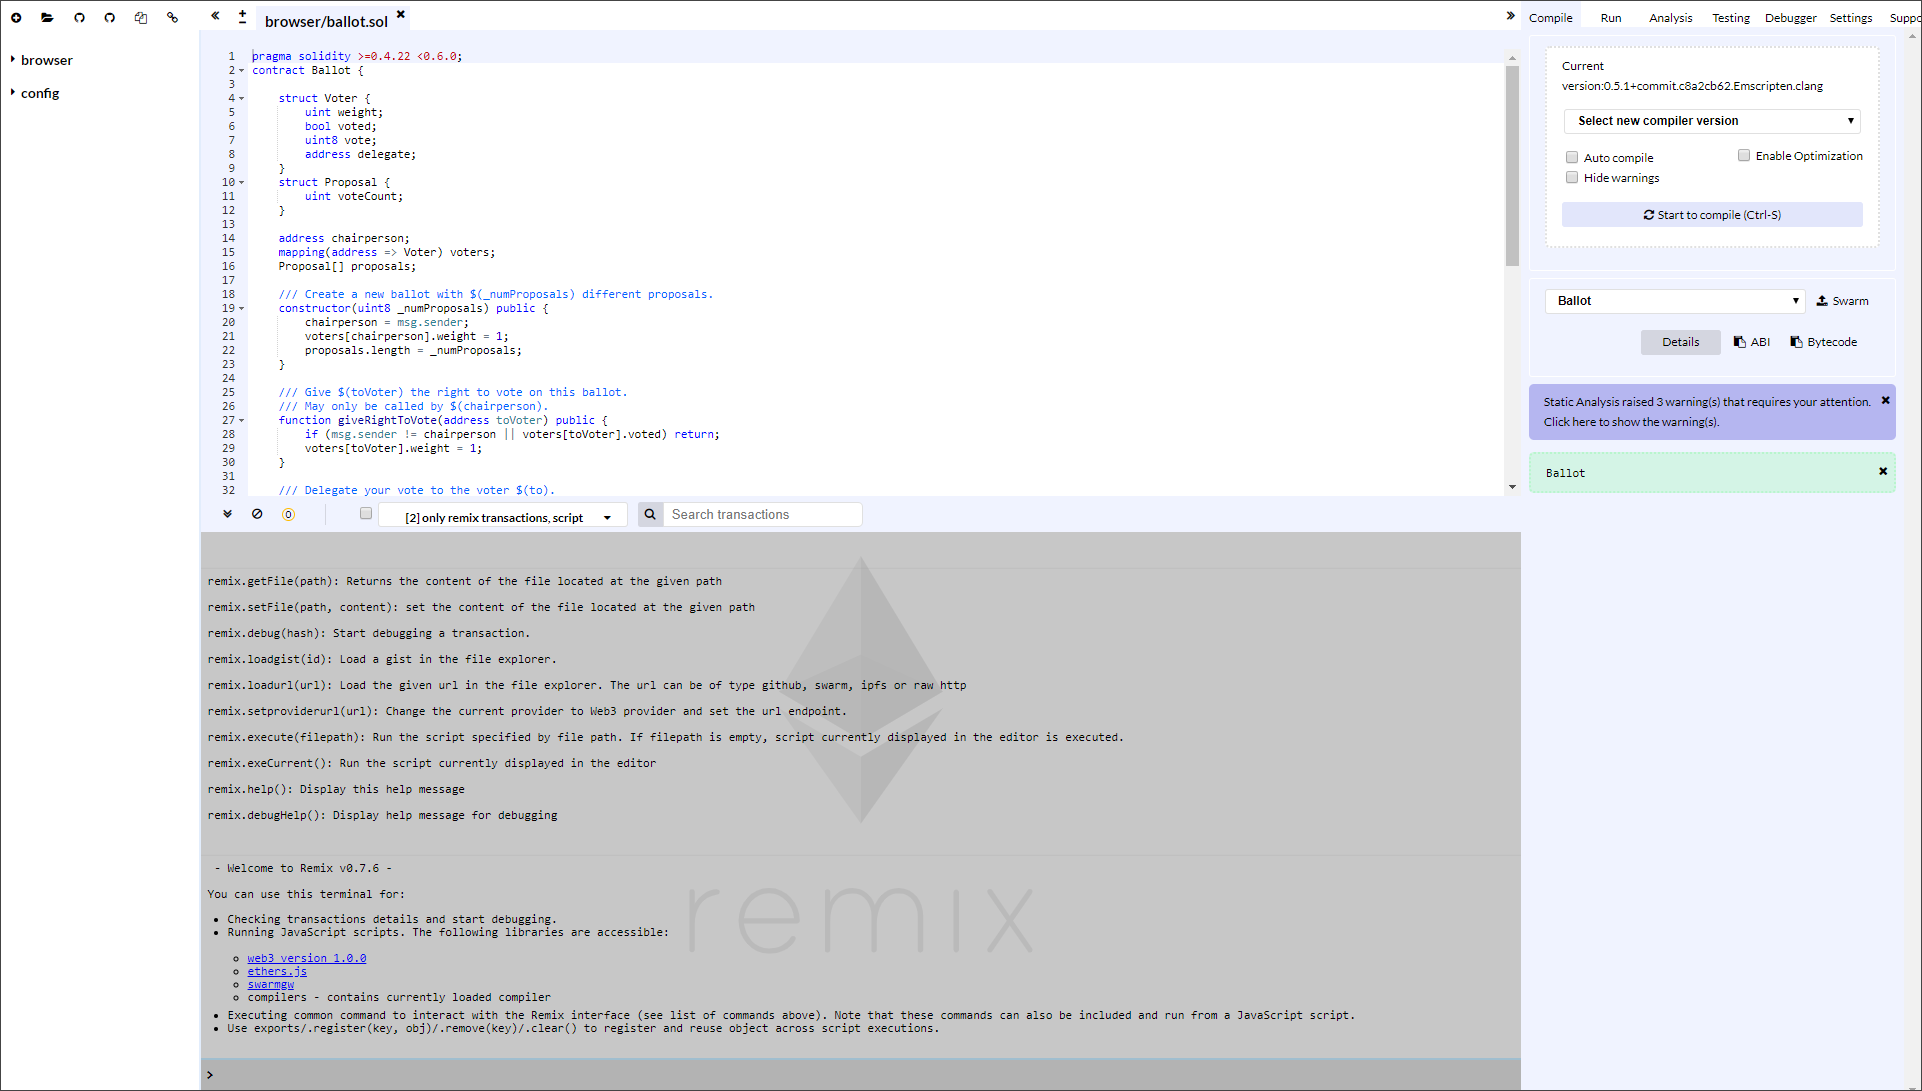 browser
config
browser/ballot.sol
1 pragma solidity >=0.4.22 <0.6.0;
2 contract Ballot {
3
4 struct Voter {
5 uint weight;
6 bool voted;
7 uint8 vote;
8 address delegate;
9 }
10 struct Proposal {
11 uint voteCount;
12 }
13
14 address chairperson;
15 mapping(address => Voter) voters;
16 Proposal[] proposals;
17
18 /// Create a new ballot with $(_numProposals) different proposals.
19 constructor(uint8 _numProposals) public {
20 chairperson = msg.sender;
21 voters[chairperson].weight = 1;
22 proposals.length = _numProposals;
23 }
24
25 /// Give $(toVoter) the right to vote on this ballot.
26 /// May only be called by $(chairperson).
27 function giveRightToVote(address toVoter) public {
28 if (msg.sender != chairperson || voters[toVoter].voted) return;
29 voters[toVoter].weight = 1;
30 }
31
32 /// Delegate your vote to the voter $(to).
0
[2] only remix transactions, script
Search transactions
remix.getFile(path): Returns the content of the file located at the given path
remix.setFile(path, content): set the content of the file located at the given path
remix.debug(hash): Start debugging a transaction.
remix.loadgist(id): Load a gist in the file explorer.
remix.loadurl(url): Load the given url in the file explorer. The url can be of type github, swarm, ipfs or raw http
remix.setproviderurl(url): Change the current provider to Web3 provider and set the url endpoint.
remix.execute(filepath): Run the script specified by file path. If filepath is empty, script currently displayed in the editor is executed.
remix.exeCurrent(): Run the script currently displayed in the editor
remix.help(): Display this help message
remix.debugHelp(): Display help message for debugging
- Welcome to Remix v0.7.6 -
You can use this terminal for:
Checking transactions details and start debugging.
Running JavaScript scripts. The following libraries are accessible:
web3 version 1.0.0
ethers.js
swarmgw
compilers - contains currently loaded compiler
Executing common command to interact with the Remix interface (see list of commands above). Note that these commands can also be included and run from a JavaScript script.
Use exports/.register(key, obj)/.remove(key)/.clear() to register and reuse object across script executions.
remix
>
Compile Run Analysis Testing Debugger Settings Suppo
Current
version:0.5.1+commit.c8a2cb62.Emscripten.clang
Select new compiler version
Auto compile
Enable Optimization
Hide warnings
Start to compile (Ctrl-S)
Ballot
Swarm
Details
ABI
Bytecode
Static Analysis raised 3 warning(s) that requires your attention.
Click here to show the warning(s).
Ballot